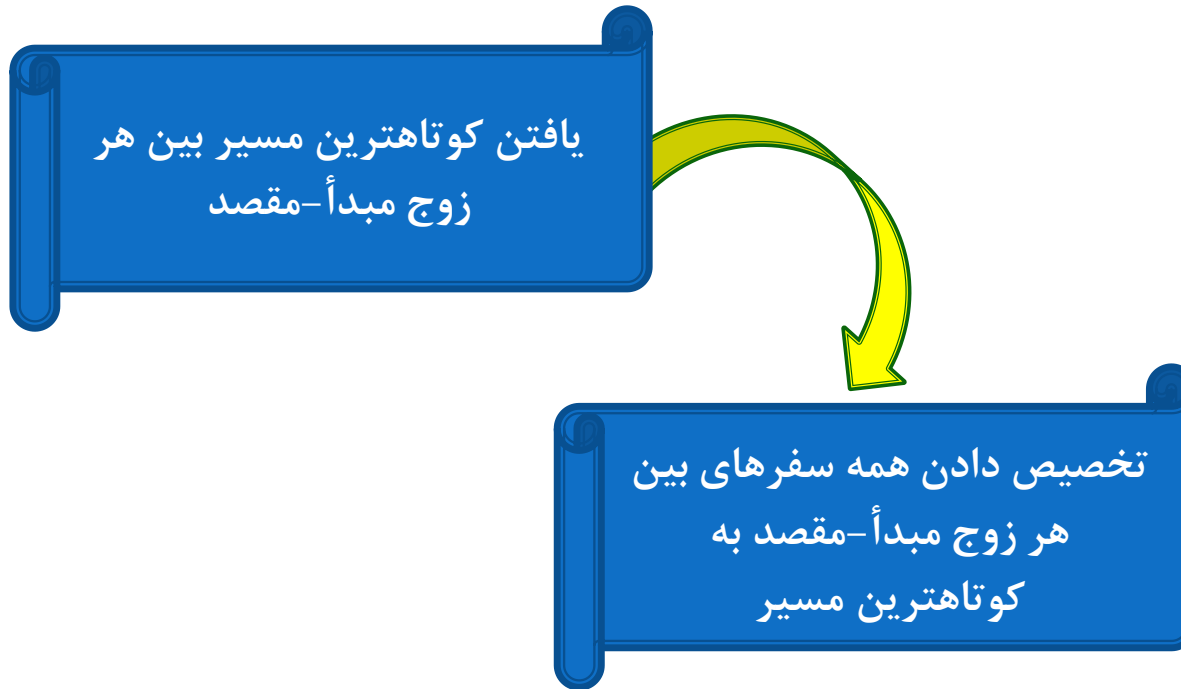 یافتن کوتاهترین مسیر بین هر
زوج مبدأ-مقصد
تخصیص دادن همه سفرهای بین
هر زوج مبدأ-مقصد به
کوتاهترین مسیر